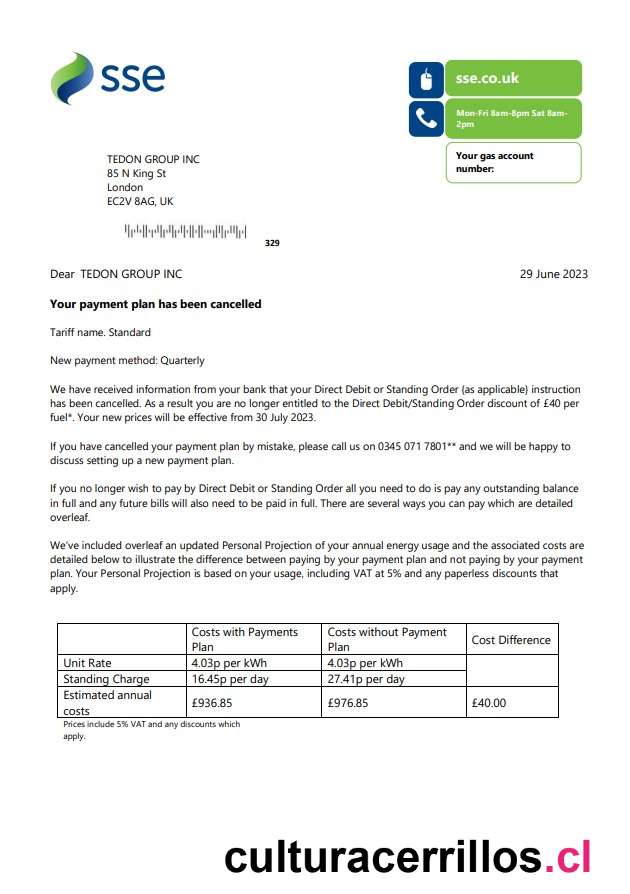 sse
sse.co.uk
Mon-Fri 8am-8pm Sat 8am-
2pm
Your gas account
number:
TEDON GROUP INC
85 N King St
London
EC2V 8AG, UK
329
Dear TEDON GROUP INC
29 June 2023
Your payment plan has been cancelled
Tariff name. Standard
New payment method: Quarterly
We have received information from your bank that your Direct Debit or Standing Order (as applicable) instruction
has been cancelled. As a result you are no longer entitled to the Direct Debit/Standing Order discount of £40 per
fuel*. Your new prices will be effective from 30 July 2023.
If you have cancelled your payment plan by mistake, please call us on 0345 071 7801** and we will be happy to
discuss setting up a new payment plan.
If you no longer wish to pay by Direct Debit or Standing Order all you need to do is pay any outstanding balance
in full and any future bills will also need to be paid in full. There are several ways you can pay which are detailed
overleaf.
We've included overleaf an updated Personal Projection of your annual energy usage and the associated costs are
detailed below to illustrate the difference between paying by your payment plan and not paying by your payment
plan. Your Personal Projection is based on your usage, including VAT at 5% and any paperless discounts that
apply.
Costs with Payments
Plan
Costs without Payment
Plan
Cost Difference
Unit Rate
4.03p per kWh
4.03p per kWh
Standing Charge
16.45p per day
27.41p per day
Estimated annual
costs
£936.85
£976.85
£40.00
Prices include 5% VAT and any discounts which
apply.
culturacerrillos.cl